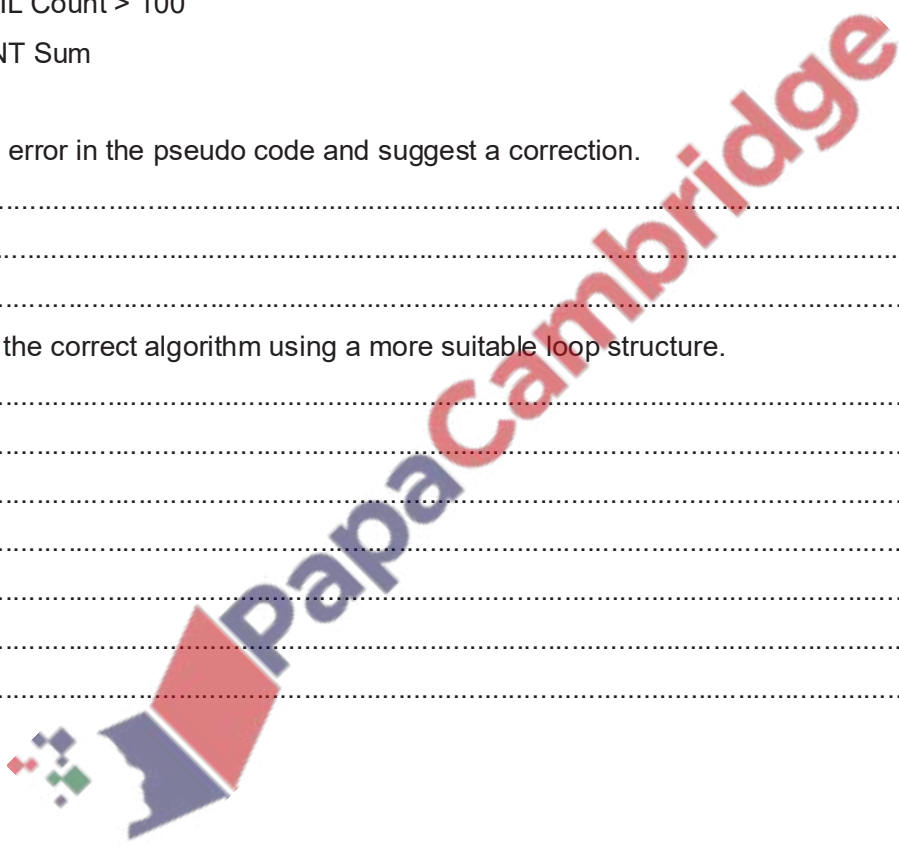 IL Count > 100
NT Sum
error in the pseudo code and suggest a correction.
the correct algorithm using a more suitable loop structure.
PapaCambridge